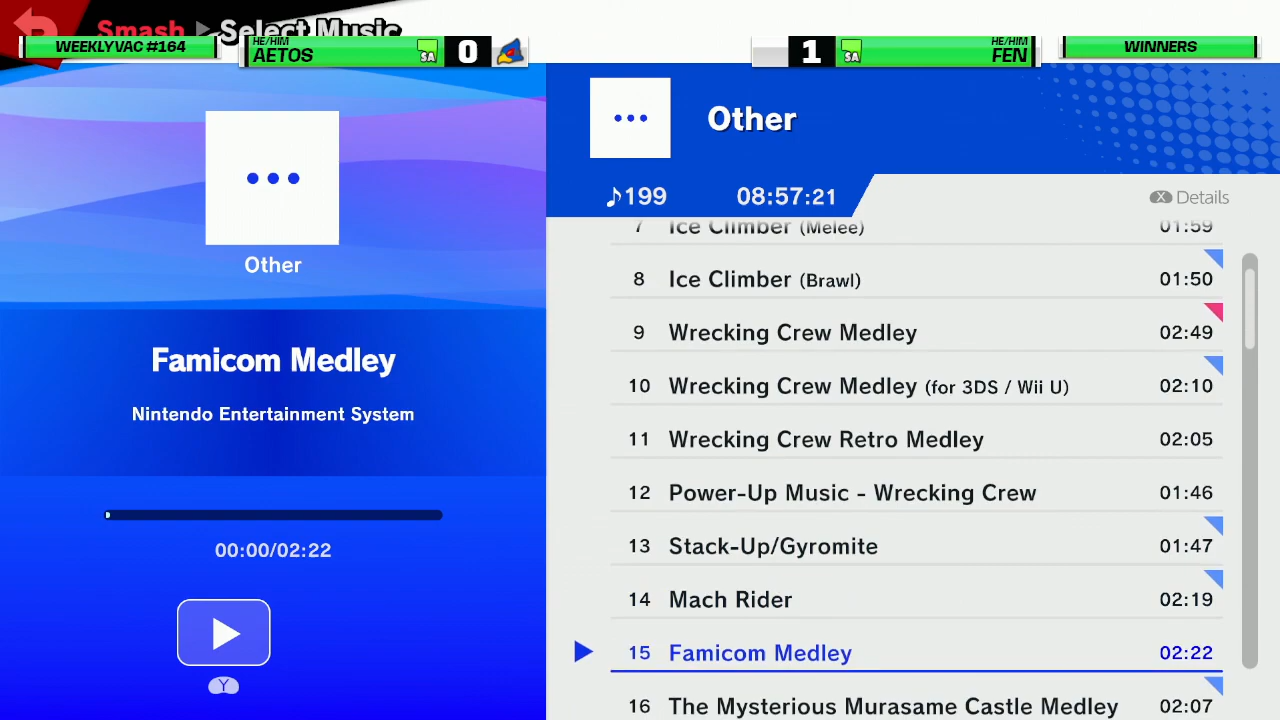 Smash ▶ Select Music
WEEKLYVAC #164
HE/HIM
AETOS
SA
0
1
SA
HE/HIM
FEN
WINNERS
Other
Famicom Medley
Nintendo Entertainment System
00:00/02:22
Y
Other
♪199 08:57:21
X Details
7 Ice Climber (Melee) 01:59
8 Ice Climber (Brawl) 01:50
9 Wrecking Crew Medley 02:49
10 Wrecking Crew Medley (for 3DS / Wii U) 02:10
11 Wrecking Crew Retro Medley 02:05
12 Power-Up Music - Wrecking Crew 01:46
13 Stack-Up/Gyromite 01:47
14 Mach Rider 02:19
15 Famicom Medley 02:22
16 The Mysterious Murasame Castle Medley 02:07